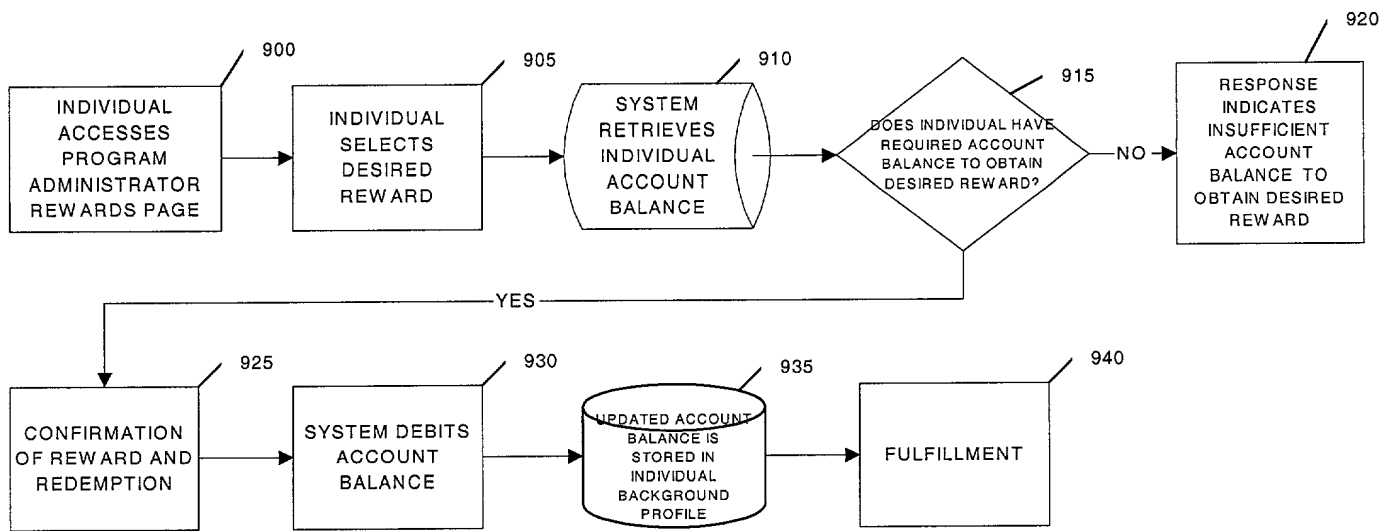 900
INDIVIDUAL
ACCESSES
PROGRAM
ADMINISTRATOR
REWARDS PAGE
905
INDIVIDUAL
SELECTS
DESIRED
REWARD
910
SYSTEM
RETRIEVES
INDIVIDUAL
ACCOUNT
BALANCE
915
DOES INDIVIDUAL HAVE
REQUIRED ACCOUNT
BALANCE TO OBTAIN
DESIRED REWARD?
NO
920
RESPONSE
INDICATES
INSUFFICIENT
ACCOUNT
BALANCE TO
OBTAIN DESIRED
REWARD
YES
925
CONFIRMATION
OF REWARD AND
REDEMPTION
930
SYSTEM DEBITS
ACCOUNT
BALANCE
935
UPDATED ACCOUNT
BALANCE IS
STORED IN
INDIVIDUAL
BACKGROUND
PROFILE
940
FULFILLMENT